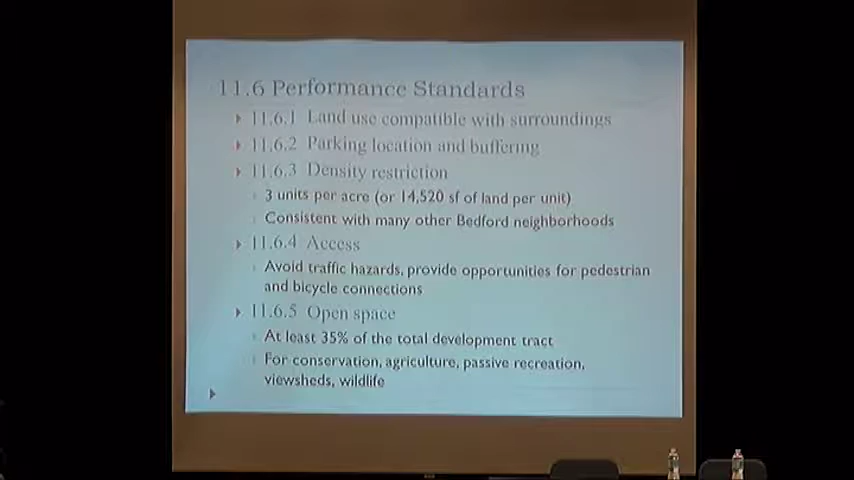 11.6 Performance Standards
11.6.1 Land use compatible with surroundings
11.6.2 Parking location and buffering
11.6.3 Density restriction
3 units per acre (or 14,520 sf of land per unit)
Consistent with many other Bedford neighborhoods
11.6.4 Access
Avoid traffic hazards, provide opportunities for pedestrian
and bicycle connections
11.6.5 Open space
At least 35% of the total development tract
For conservation, agriculture, passive recreation,
viewsheds, wildlife